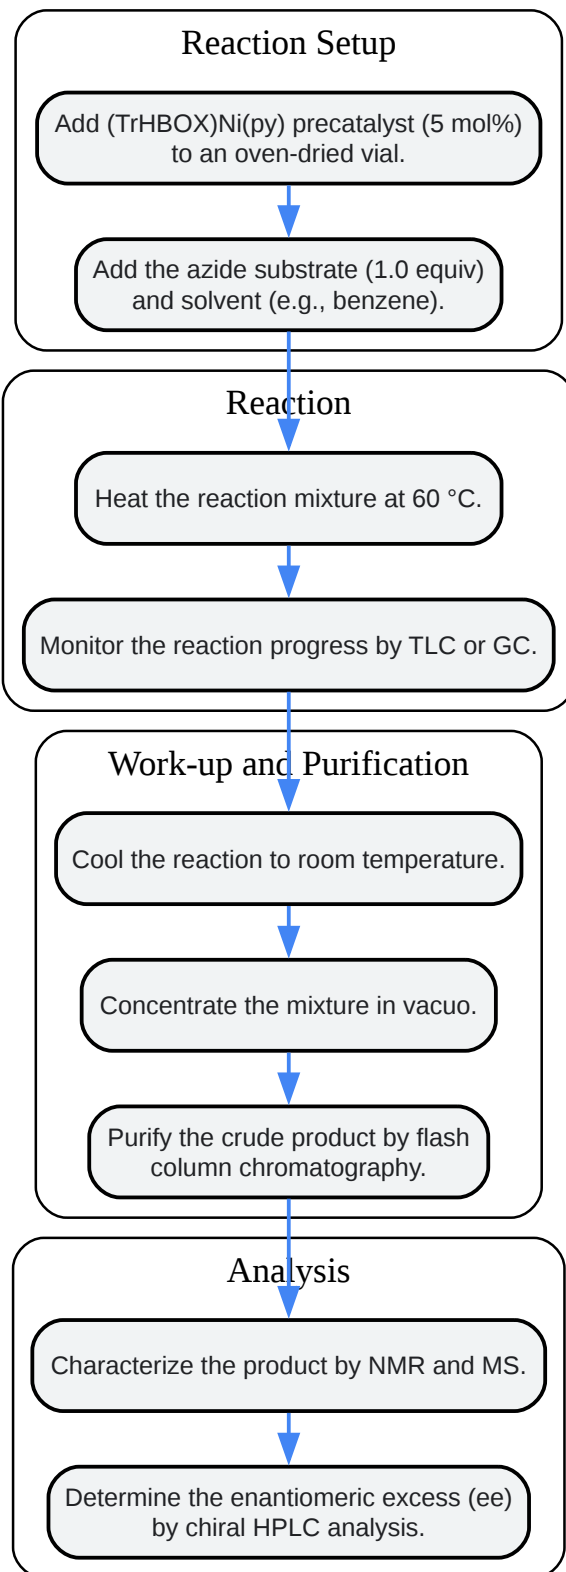 Reaction Setup
Add (TrHBOX)Ni(py) precatalyst (5 mol%)
to an oven-dried vial.
Add the azide substrate (1.0 equiv)
and solvent (e.g., benzene).
Reaction
Heat the reaction mixture at 60 °C.
Monitor the reaction progress by TLC or GC.
Work-up and Purification
Cool the reaction to room temperature.
Concentrate the mixture in vacuo.
Purify the crude product by flash
column chromatography.
Analysis
Characterize the product by NMR and MS.
Determine the enantiomeric excess (ee)
by chiral HPLC analysis.